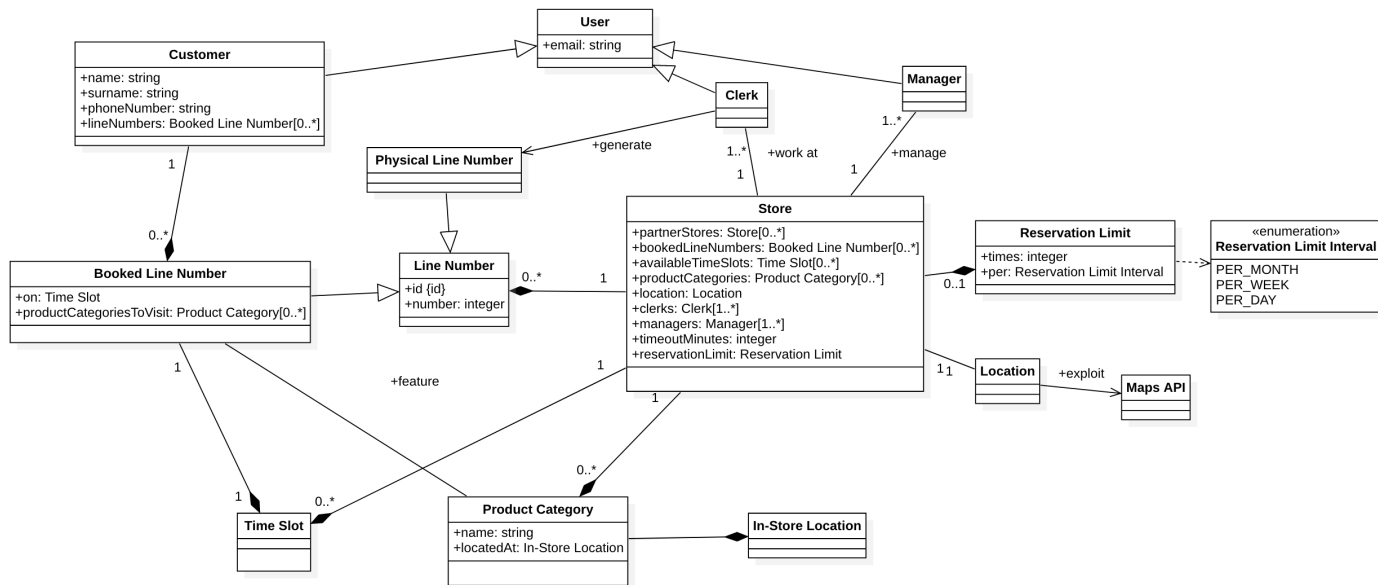 User
+email: string
Customer
+name: string
+surname: string
+phoneNumber: string
+lineNumbers: Booked Line Number[0..*]
Clerk
Manager
+generate
1..*
+work at
1
1..*
+manage
1
Physical Line Number
1
0..*
Store
+partnerStores: Store[0..*]
+bookedLineNumbers: Booked Line Number[0..*]
+availableTimeSlots: Time Slot[0..*]
+productCategories: Product Category[0..*]
+location: Location
+clerks: Clerk[1..*]
+managers: Manager[1..*]
+timeoutMinutes: integer
+reservationLimit: Reservation Limit
Reservation Limit
+times: integer
+per: Reservation Limit Interval
0..1
«enumeration»
Reservation Limit Interval
PER_MONTH
PER_WEEK
PER_DAY
Booked Line Number
+on: Time Slot
+productCategoriesToVisit: Product Category[0..*]
Line Number
+id {id}
+number: integer
0..*
1
1
+feature
1
1
1
1
Location
+exploit
Maps API
0..*
1
0..*
Time Slot
Product Category
+name: string
+locatedAt: In-Store Location
In-Store Location